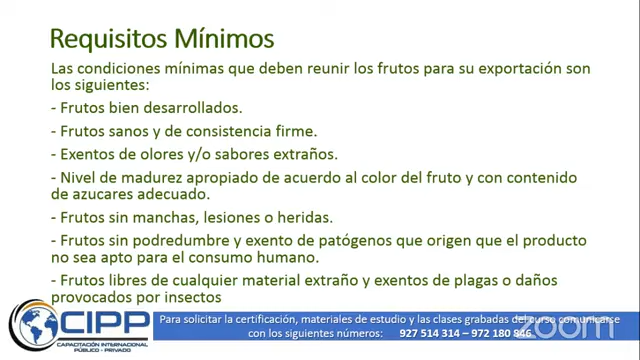 Requisitos Mínimos
Las condiciones mínimas que deben reunir los frutos para su exportación son
los siguientes:
- Frutos bien desarrollados.
- Frutos sanos y de consistencia firme.
- Exentos de olores y/o sabores extraños.
- Nivel de madurez apropiado de acuerdo al color del fruto y con contenido
de azucares adecuado.
- Frutos sin manchas, lesiones o heridas.
- Frutos sin podredumbre y exento de patógenos que origen que el producto
no sea apto para el consumo humano.
- Frutos libres de cualquier material extraño y exentos de plagas o daños
provocados por insectos
CIPP
CAPACITACIÓN INTERNACIONAL
PÚBLICO - PRIVADO
Para solicitar la certificación, materiales de estudio y las clases grabadas del curso comunicarse
con los siguientes números: 927 514 314 – 972 180 846
zoom